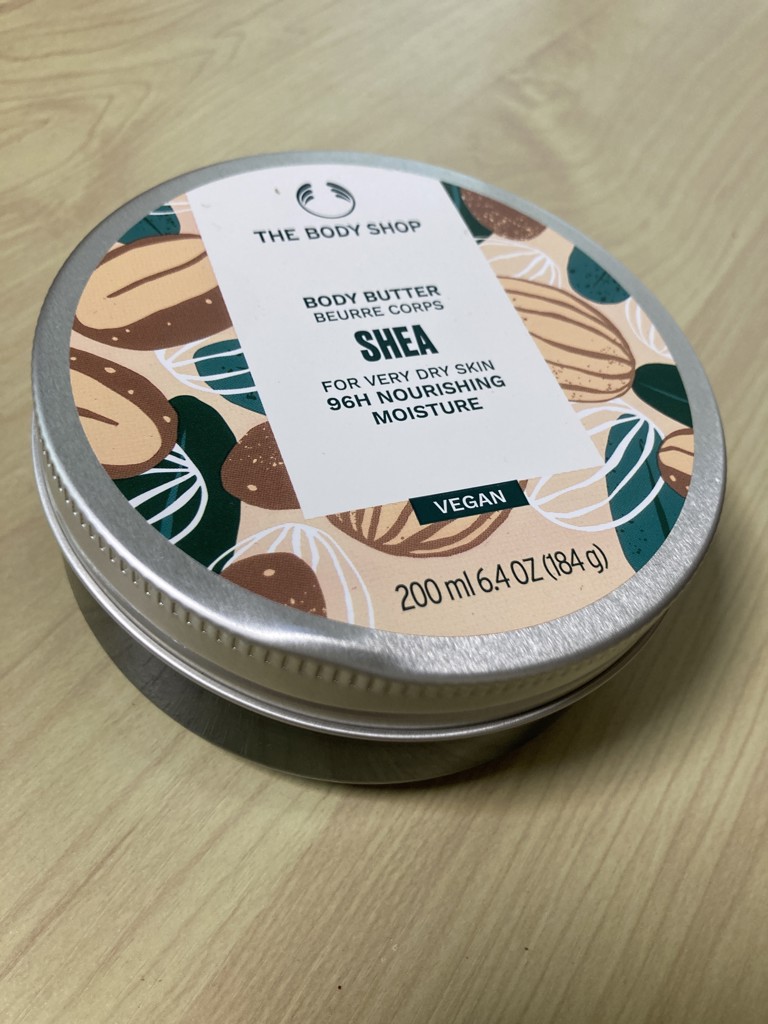 THE BODY SHOP
BODY BUTTER
BEURRE CORPS
SHEA
FOR VERY DRY SKIN
96H NOURISHING
MOISTURE
VEGAN
200 ml 6.4 OZ (184 g)